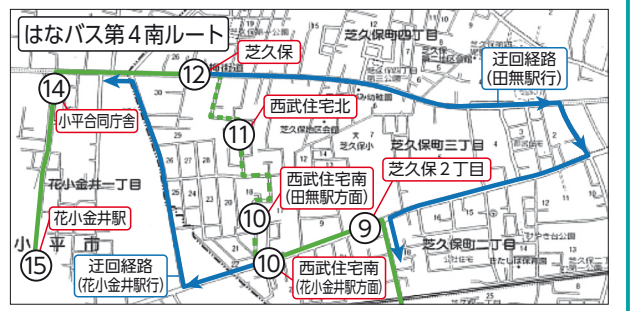 はなバス第4南ルート
芝久保町四丁目
芝久保
迂回経路
(田無駅行)
12
14
小平合同庁舎
11
西武住宅北
芝久保町三丁目
芝久保2丁目
西武住宅南
(田無駅方面)
花小金井一丁目
花小金井駅
10
9
小平市
芝久保町二丁目
15
迂回経路
(花小金井駅行)
10
西武住宅南
(花小金井駅方面)